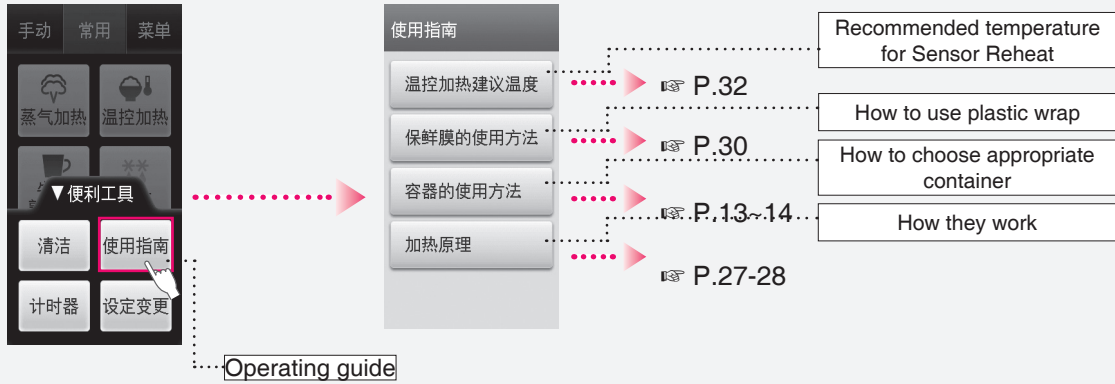 手动 常用 菜单
蒸气加热 温控加热
▼便利工具
清洁 使用指南
计时器 设定变更
Operating guide
使用指南
温控加热建议温度
保鲜膜的使用方法
容器的使用方法
加热原理
☞ P.32
☞ P.30
☞ P.13~14
☞ P.27-28
Recommended temperature
for Sensor Reheat
How to use plastic wrap
How to choose appropriate
container
How they work